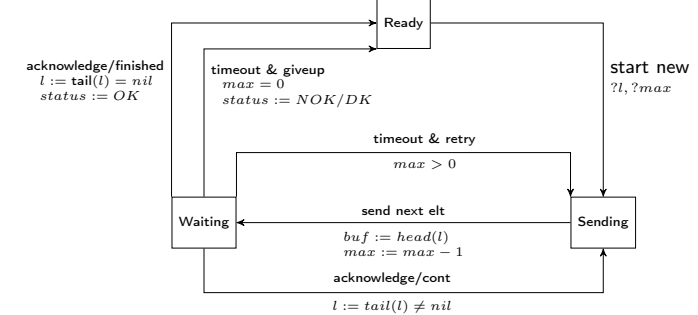 Ready
acknowledge/finished
l := tail(l) = nil
status := OK
timeout & giveup
max = 0
status := NOK/DK
start new
?l, ?max
timeout & retry
max > 0
Waiting
send next elt
Sending
buf := head(l)
max := max − 1
acknowledge/cont
l := tail(l) ≠ nil